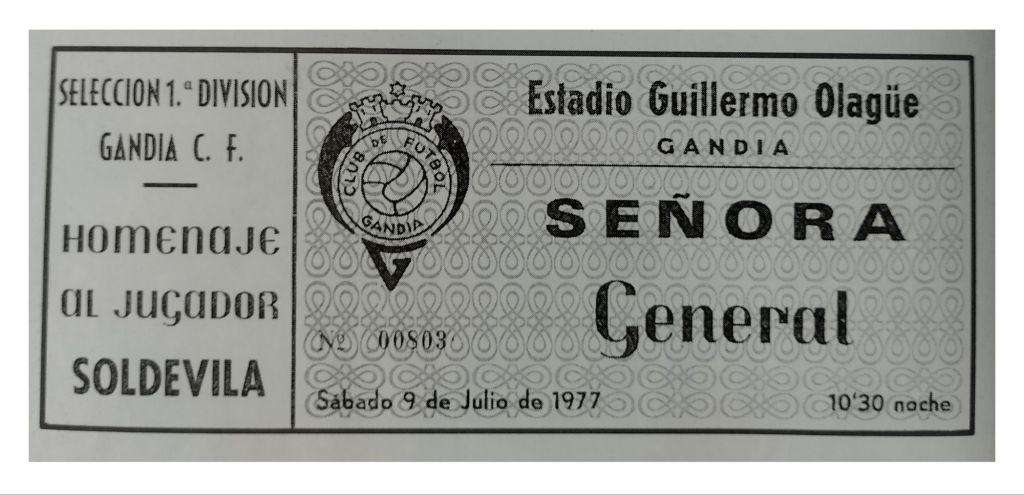 SELECCION 1.ª DIVISION
GANDIA C. F.
HOMENAJE
AL JUGADOR
SOLDEVILA
CLUB DE FUTBOL
GANDIA
G
Nº 00803
Estadio Guillermo Olagüe
GANDIA
SEÑORA
General
Sábado 9 de Julio de 1977
10'30 noche